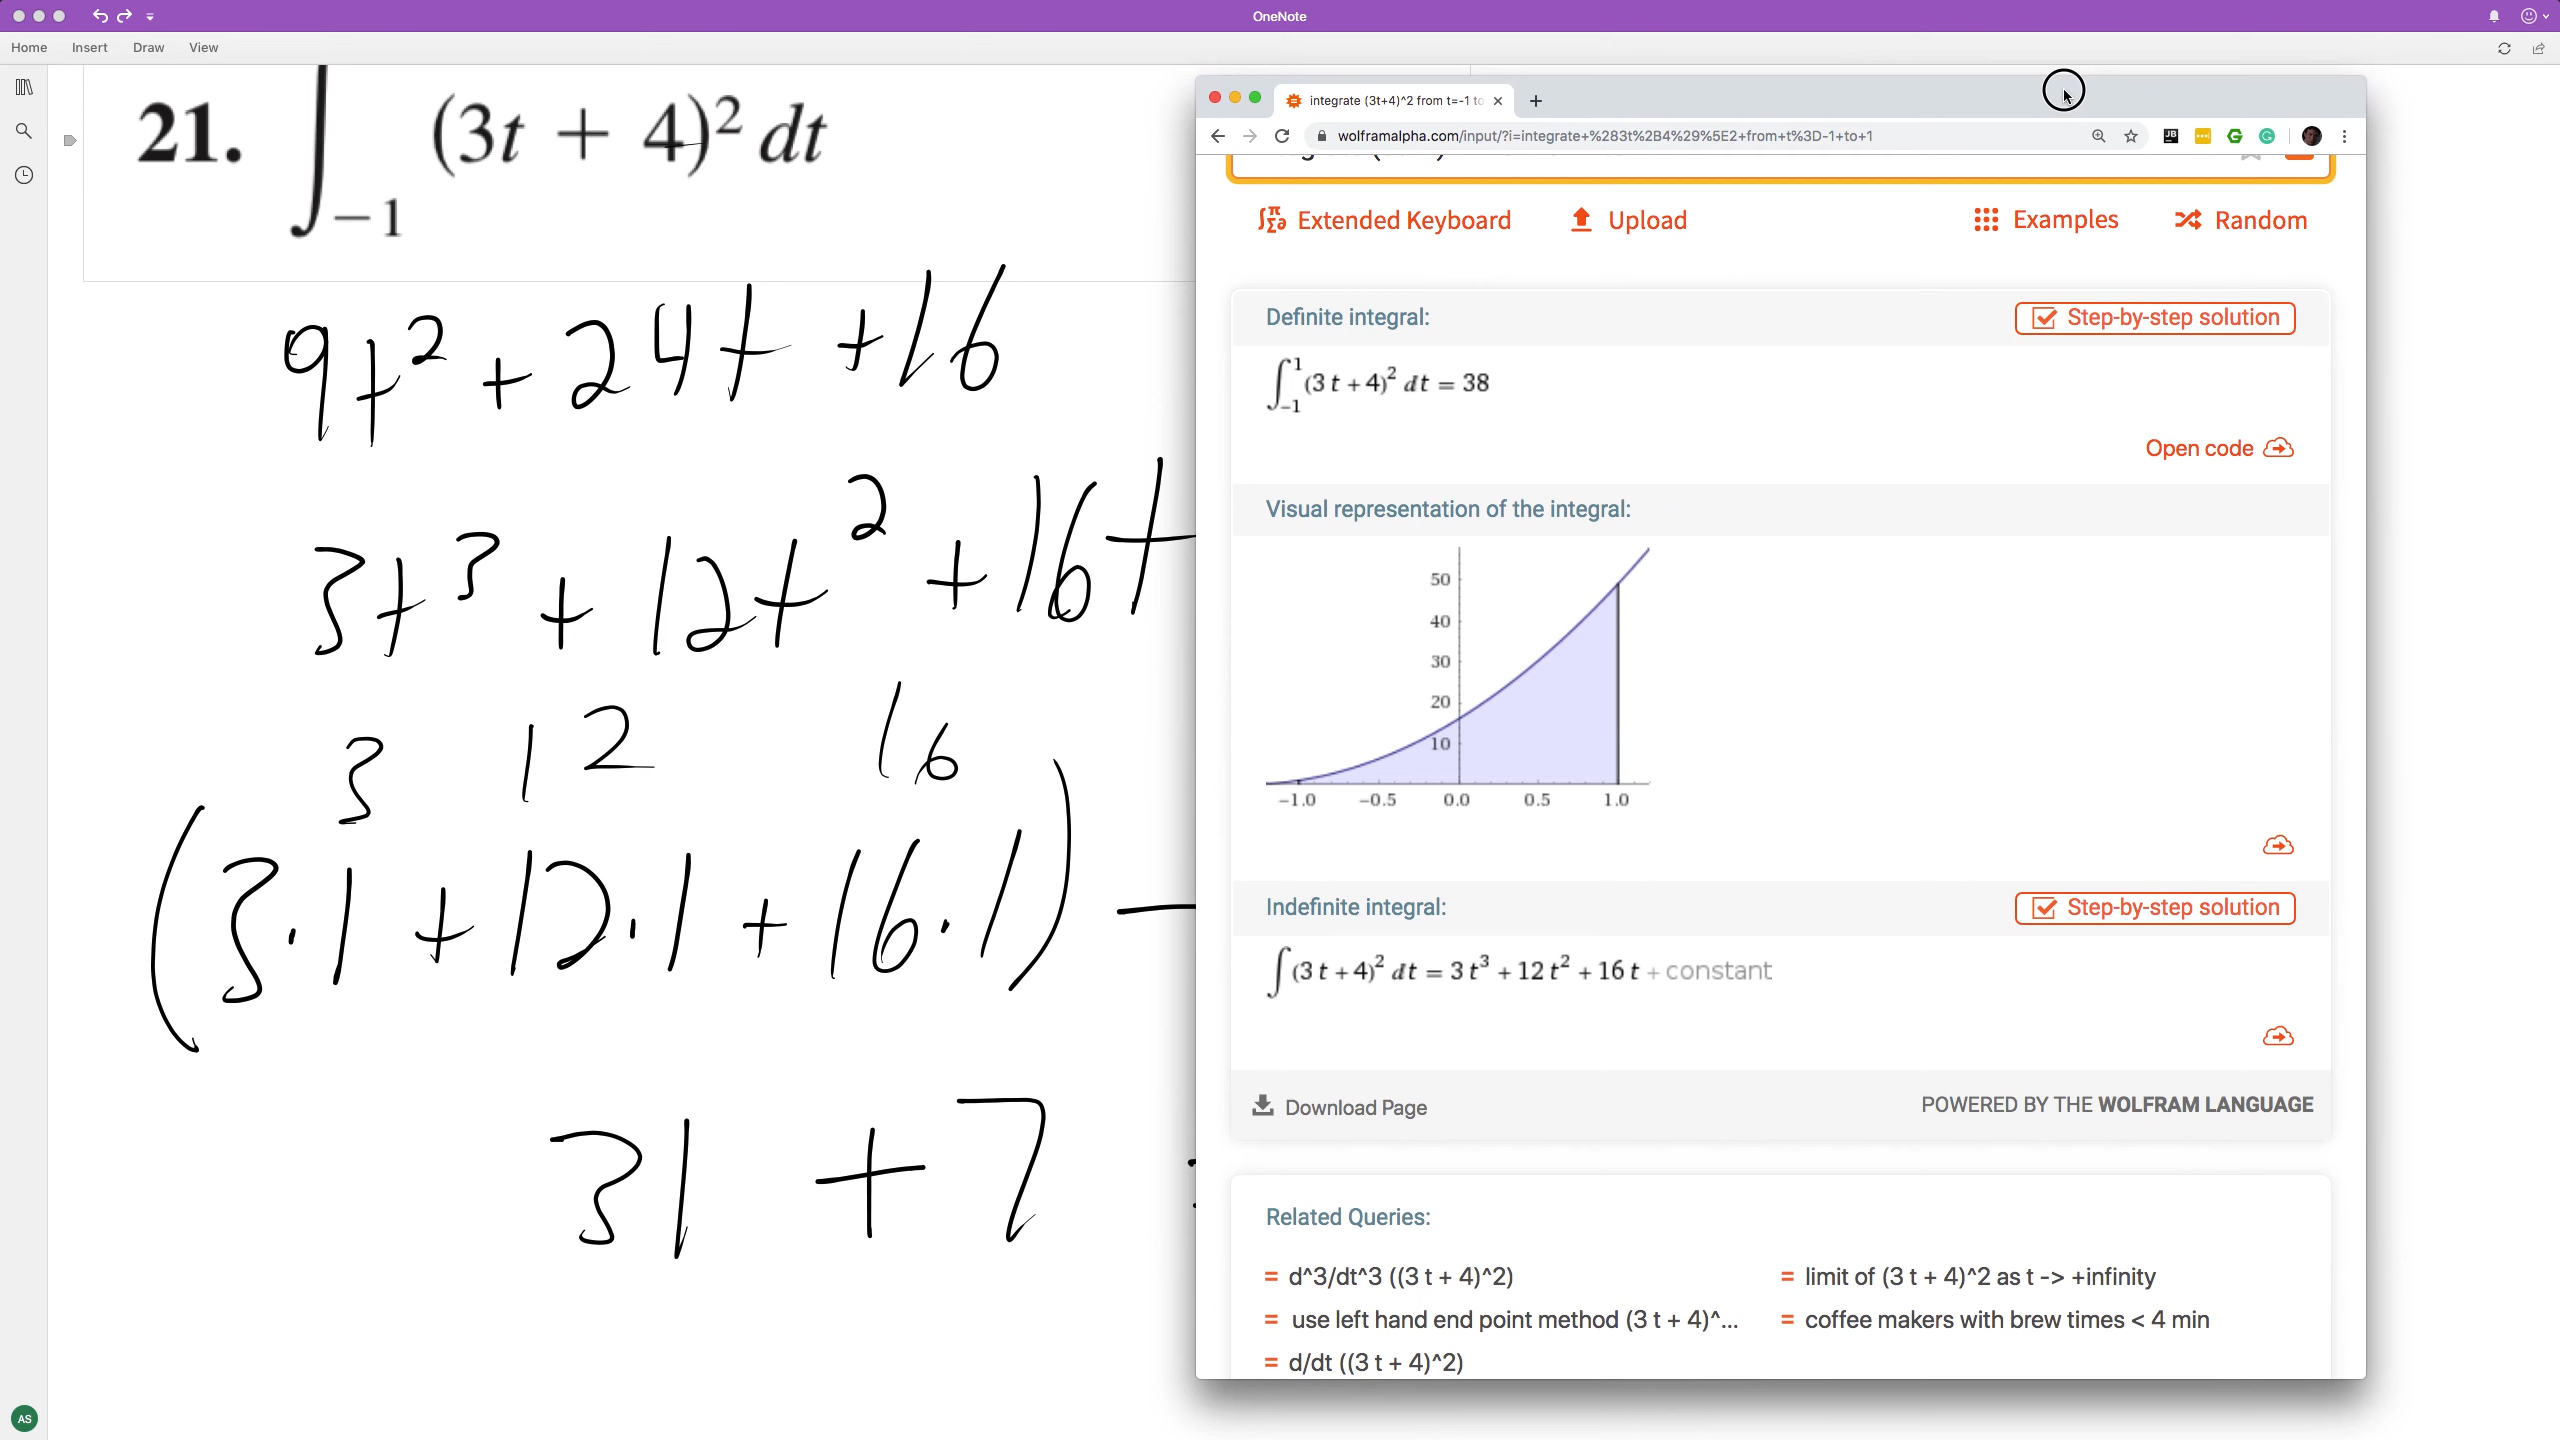 OneNote
Home Insert Draw View
21. ∫₋₁ (3t + 4)² dt
9t² + 24t + 16
3t³ + 12t² + 16t
3 12 16
(3·1 + 12·1 + 16·1) −
31 + 7
integrate (3t+4)^2 from t=-1 to
wolframalpha.com/input/?i=integrate+%283t%2B4%29%5E2+from+t%3D-1+to+1
Extended Keyboard Upload Examples Random
Definite integral: Step-by-step solution
∫₋₁¹ (3 t + 4)² dt = 38
Open code
Visual representation of the integral:
50
40
30
20
10
−1.0 −0.5 0.0 0.5 1.0
Indefinite integral: Step-by-step solution
∫ (3 t + 4)² dt = 3 t³ + 12 t² + 16 t + constant
Download Page POWERED BY THE WOLFRAM LANGUAGE
Related Queries:
= d^3/dt^3 ((3 t + 4)^2) = limit of (3 t + 4)^2 as t -> +infinity
= use left hand end point method (3 t + 4)^... = coffee makers with brew times < 4 min
= d/dt ((3 t + 4)^2)
AS